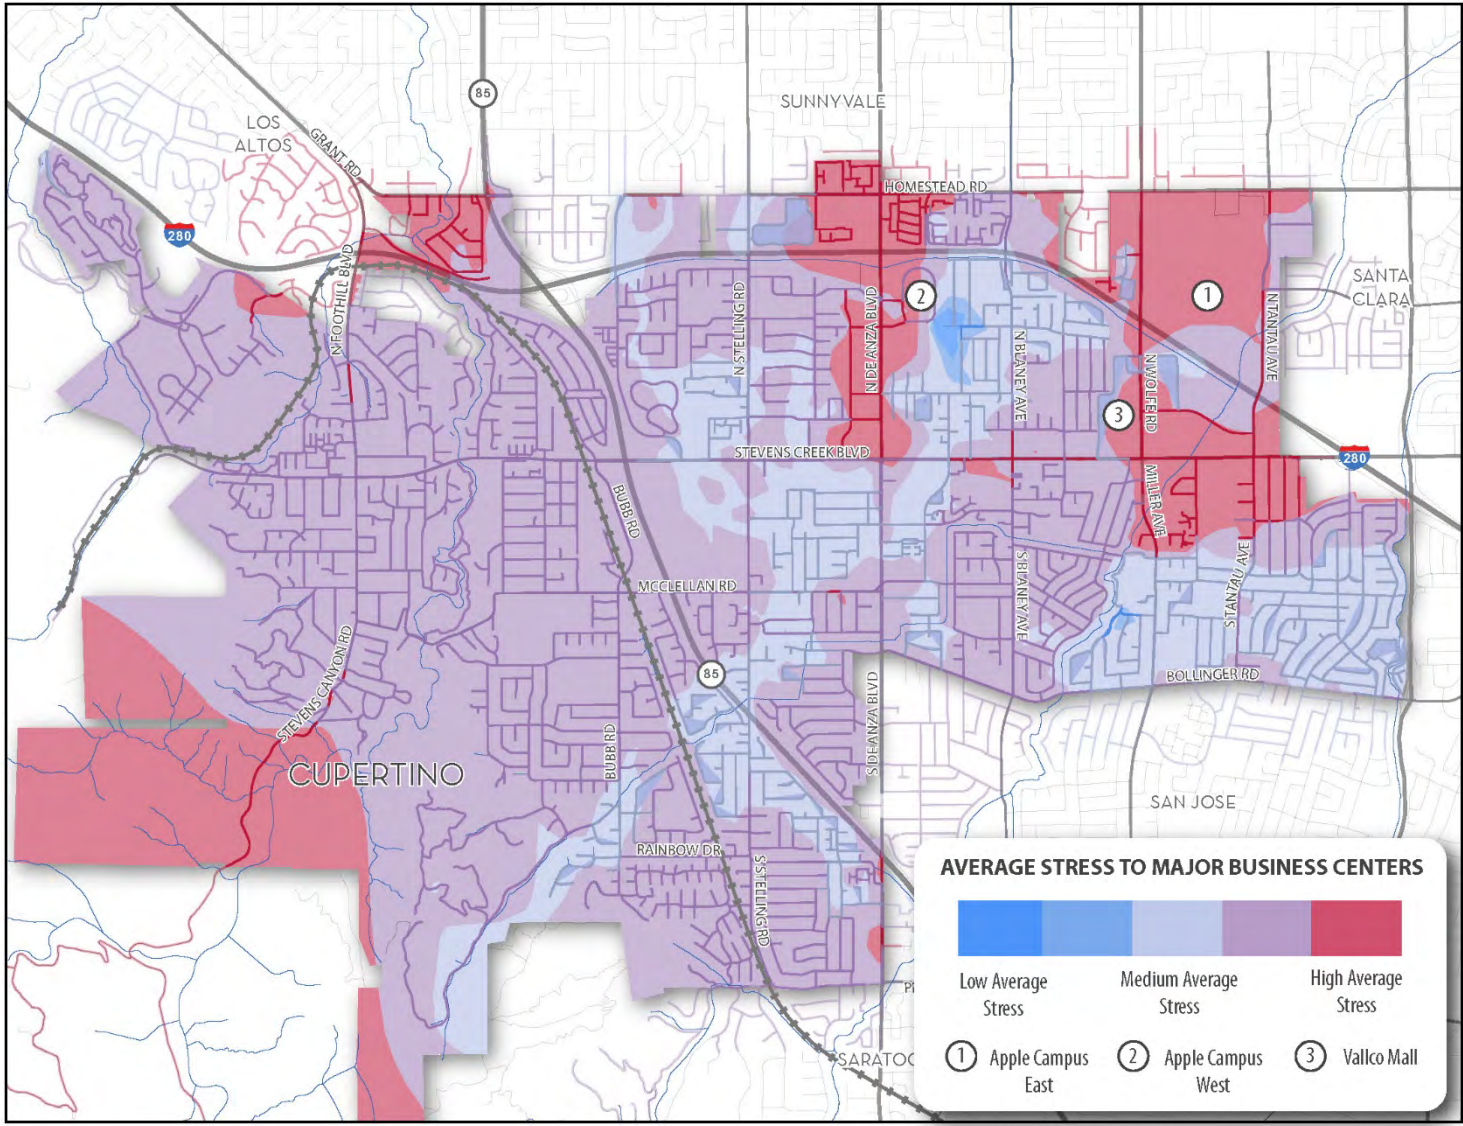 85
SUNNYVALE
LOS
ALTOS
GRANT RD
HOMESTEAD RD
280
N FOOTHILL BLVD
SANTA
CLARA
1
2
N STELLING RD
N DE ANZA BLVD
N BLANEY AVE
N WOLFE RD
N TANTAU AVE
3
STEVENS CREEK BLVD
280
BUBB RD
MILLER AVE
MCCLELLAN RD
S BLANEY AVE
S TANTAU AVE
STEVENS CANYON RD
85
BOLLINGER RD
BUBB RD
S DE ANZA BLVD
CUPERTINO
SAN JOSE
RAINBOW DR
S STELLING RD
SARATOG
AVERAGE STRESS TO MAJOR BUSINESS CENTERS
Low Average
Stress
Medium Average
Stress
High Average
Stress
1 Apple Campus
East
2 Apple Campus
West
3 Vallco Mall